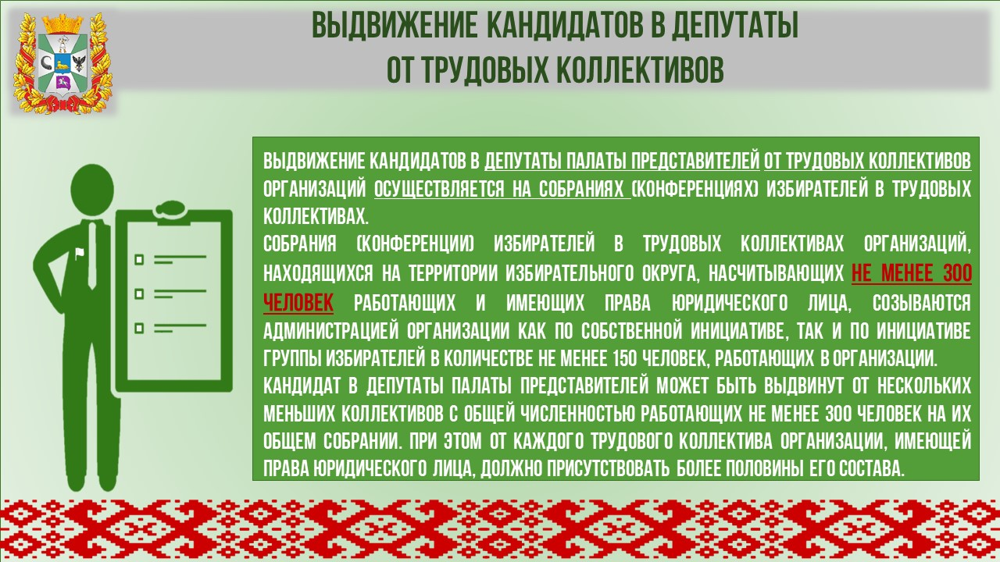 ВЫДВИЖЕНИЕ КАНДИДАТОВ В ДЕПУТАТЫ
ОТ ТРУДОВЫХ КОЛЛЕКТИВОВ
ВЫДВИЖЕНИЕ КАНДИДАТОВ В ДЕПУТАТЫ ПАЛАТЫ ПРЕДСТАВИТЕЛЕЙ ОТ ТРУДОВЫХ КОЛЛЕКТИВОВ
ОРГАНИЗАЦИЙ ОСУЩЕСТВЛЯЕТСЯ НА СОБРАНИЯХ (КОНФЕРЕНЦИЯХ) ИЗБИРАТЕЛЕЙ В ТРУДОВЫХ
КОЛЛЕКТИВАХ.
СОБРАНИЯ (КОНФЕРЕНЦИИ) ИЗБИРАТЕЛЕЙ В ТРУДОВЫХ КОЛЛЕКТИВАХ ОРГАНИЗАЦИЙ,
НАХОДЯЩИХСЯ НА ТЕРРИТОРИИ ИЗБИРАТЕЛЬНОГО ОКРУГА, НАСЧИТЫВАЮЩИХ НЕ МЕНЕЕ 300
ЧЕЛОВЕК РАБОТАЮЩИХ И ИМЕЮЩИХ ПРАВА ЮРИДИЧЕСКОГО ЛИЦА, СОЗЫВАЮТСЯ
АДМИНИСТРАЦИЕЙ ОРГАНИЗАЦИИ КАК ПО СОБСТВЕННОЙ ИНИЦИАТИВЕ, ТАК И ПО ИНИЦИАТИВЕ
ГРУППЫ ИЗБИРАТЕЛЕЙ В КОЛИЧЕСТВЕ НЕ МЕНЕЕ 150 ЧЕЛОВЕК, РАБОТАЮЩИХ В ОРГАНИЗАЦИИ.
КАНДИДАТ В ДЕПУТАТЫ ПАЛАТЫ ПРЕДСТАВИТЕЛЕЙ МОЖЕТ БЫТЬ ВЫДВИНУТ ОТ НЕСКОЛЬКИХ
МЕНЬШИХ КОЛЛЕКТИВОВ С ОБЩЕЙ ЧИСЛЕННОСТЬЮ РАБОТАЮЩИХ НЕ МЕНЕЕ 300 ЧЕЛОВЕК НА ИХ
ОБЩЕМ СОБРАНИИ. ПРИ ЭТОМ ОТ КАЖДОГО ТРУДОВОГО КОЛЛЕКТИВА ОРГАНИЗАЦИИ, ИМЕЮЩЕЙ
ПРАВА ЮРИДИЧЕСКОГО ЛИЦА, ДОЛЖНО ПРИСУТСТВОВАТЬ БОЛЕЕ ПОЛОВИНЫ ЕГО СОСТАВА.